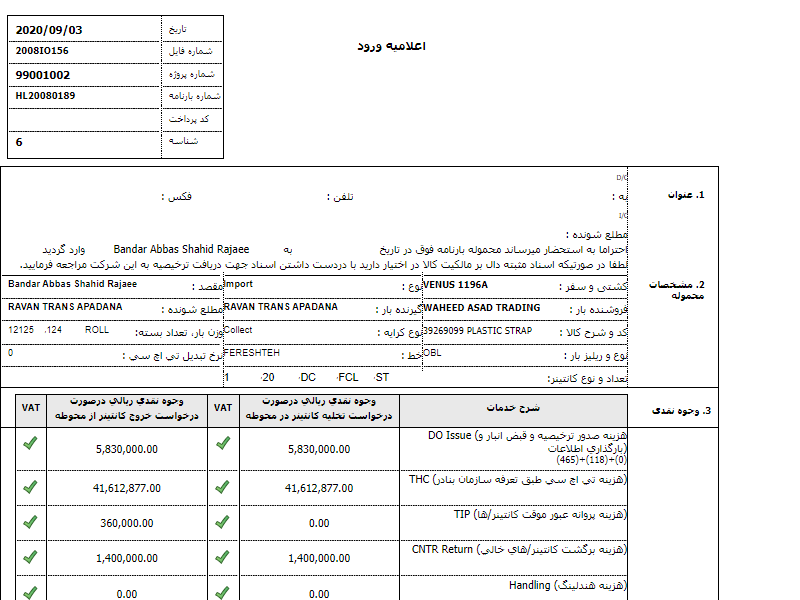 اعلامیه ورود
تاریخ 2020/09/03
شماره فایل 2008IO156
شماره پروژه 99001002
شماره بارنامه HL20080189
کد پرداخت
شناسه 6
1. عنوان
D/C
به : تلفن : فکس :
I/C
مطلع شونده :
احتراما به استحضار میرساند محموله بارنامه فوق در تاریخ به Bandar Abbas Shahid Rajaee وارد گردید
لطفا در صورتیکه اسناد مثبته دال بر مالکیت کالا در اختیار دارید با دردست داشتن اسناد جهت دریافت ترخیصیه به این شرکت مراجعه فرمایید.
2. مشخصات محموله
کشتی و سفر : VENUS 1196A نوع : Import مقصد : Bandar Abbas Shahid Rajaee
فروشنده بار : WAHEED ASAD TRADING گیرنده بار : RAVAN TRANS APADANA مطلع شونده : RAVAN TRANS APADANA
کد و شرح کالا : 39269099 PLASTIC STRAP نوع کرایه : Collect وزن بار، تعداد بسته: 12125 .124 ROLL
نوع و ریلیز بار : OBL خط : FERESHTEH نرخ تبدیل تی اچ سی : 0
تعداد و نوع کانتینر: 1 ·20 ·DC ·FCL ·ST
3. وجوه نقدی
شرح خدمات
وجوه نقدي ريالي درصورت درخواست تخليه كانتينر در محوطه
VAT
وجوه نقدي ريالي درصورت درخواست خروج كانتينر از محوطه
VAT
DO Issue (هزینه صدور ترخیصیه و قبض انبار و بارگذاری اطلاعات)
(465)+(118)+(0)
5,830,000.00 5,830,000.00
THC (هزینه تي اچ سي طبق تعرفه سازمان بنادر)
41,612,877.00 41,612,877.00
TIP (هزینه پروانه عبور موقت کانتینر/ها)
0.00 360,000.00
CNTR Return (هزینه برگشت کانتینر/هاي خالي)
1,400,000.00 1,400,000.00
Handling (هزینه هندلینگ)
0.00 0.00